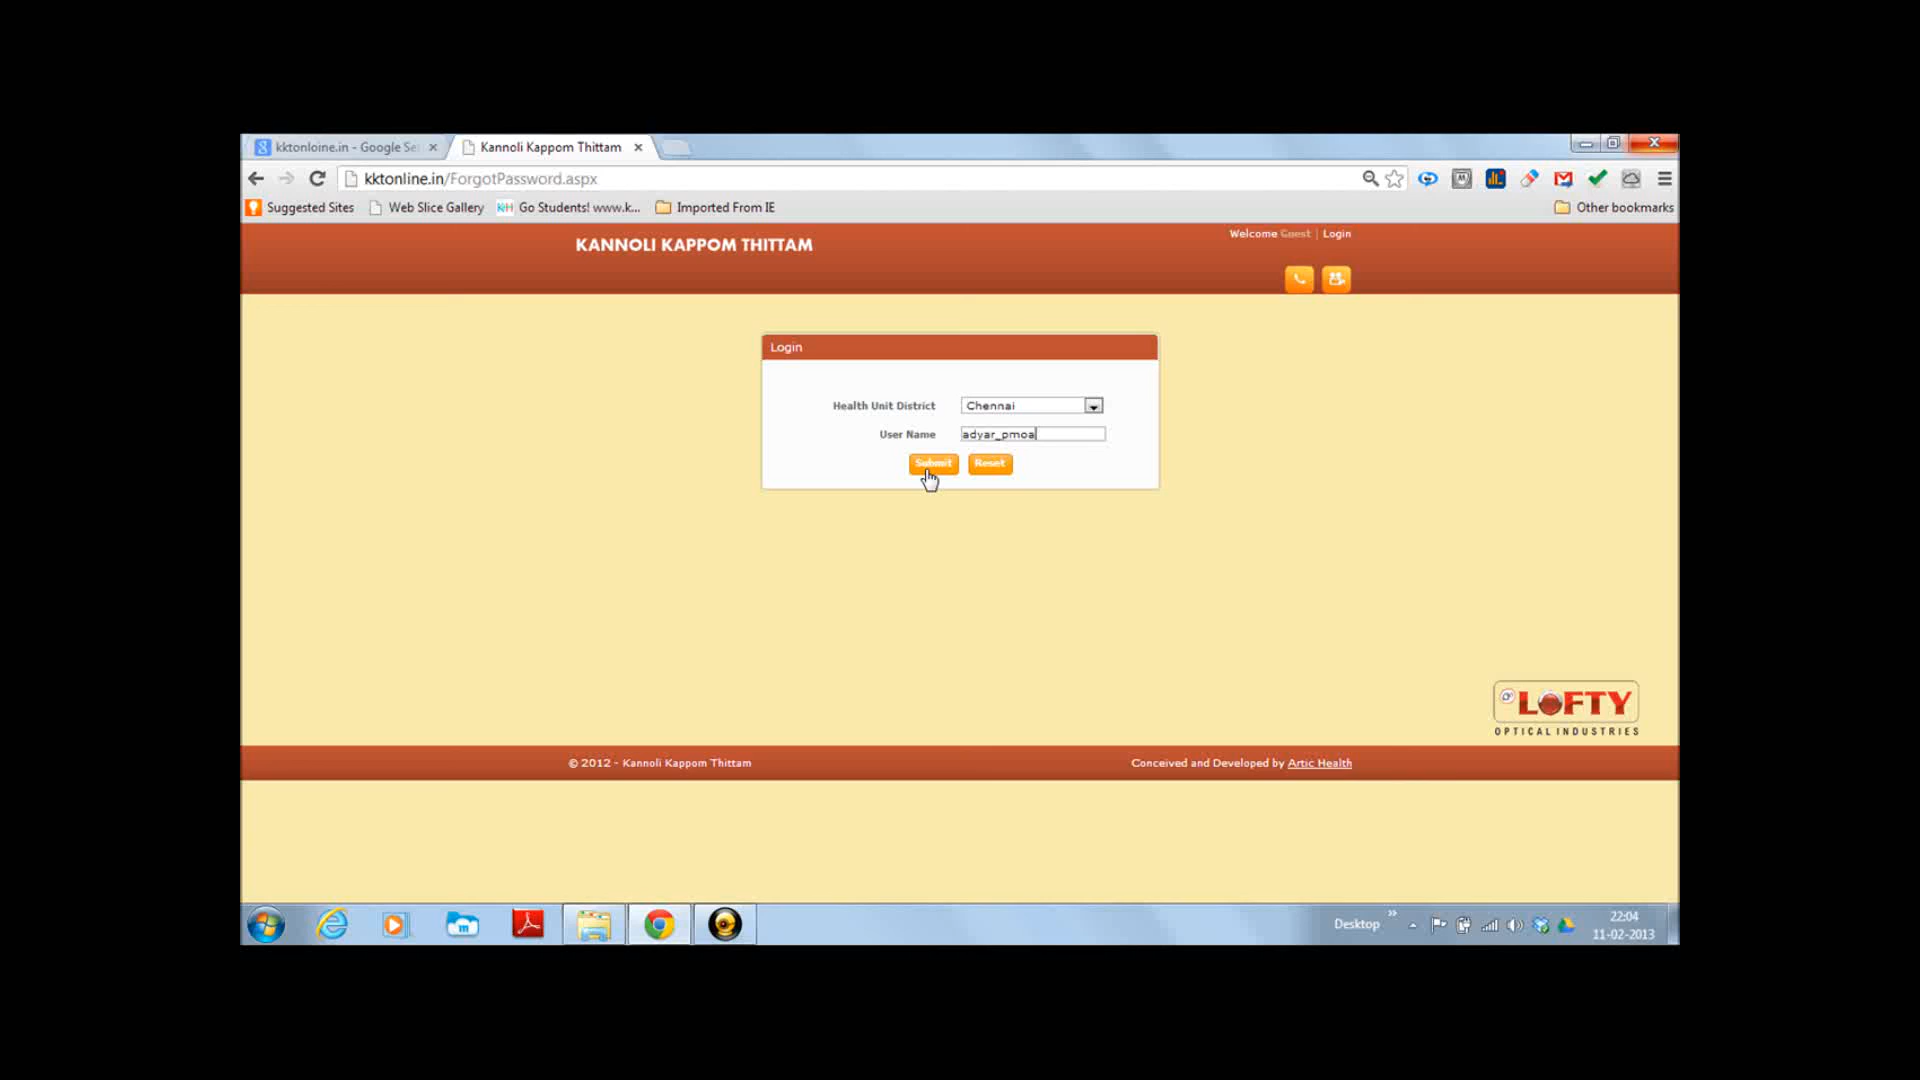 kktonloine.in - Google Se
Kannoli Kappom Thittam
kktonline.in/ForgotPassword.aspx
Suggested Sites Web Slice Gallery KH Go Students! www.k... Imported From IE Other bookmarks
KANNOLI KAPPOM THITTAM
Welcome Guest | Login
Login
Health Unit District Chennai
User Name adyar_pmoa
Submit Reset
LOFTY
OPTICAL INDUSTRIES
© 2012 - Kannoli Kappom Thittam
Conceived and Developed by Artic Health
Desktop
22:04
11-02-2013